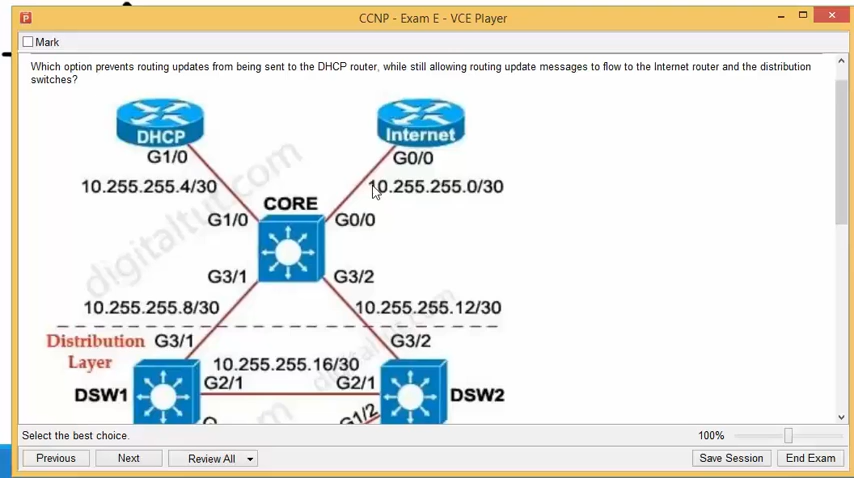 CCNP - Exam E - VCE Player
Mark
Which option prevents routing updates from being sent to the DHCP router, while still allowing routing update messages to flow to the Internet router and the distribution
switches?
DHCP
Internet
G1/0
G0/0
10.255.255.4/30
10.255.255.0/30
CORE
G1/0
G0/0
digitaltut.com
G3/1
G3/2
10.255.255.8/30
10.255.255.12/30
Distribution
Layer
G3/1
G3/2
10.255.255.16/30
G2/1
G2/1
DSW1
DSW2
G1/2
Select the best choice.
100%
Previous
Next
Review All
Save Session
End Exam